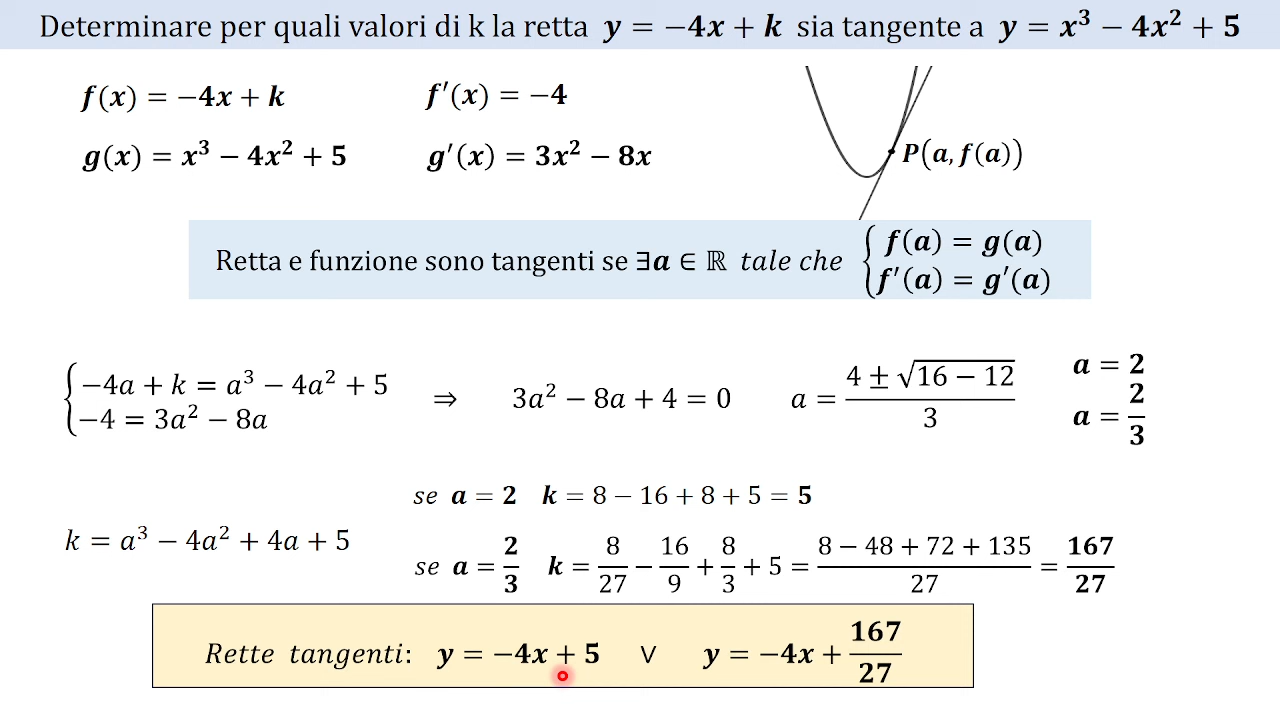 Determinare per quali valori di k la retta y = −4x + k sia tangente a y = x³ − 4x² + 5
f(x) = −4x + k f′(x) = −4
g(x) = x³ − 4x² + 5 g′(x) = 3x² − 8x
P(a, f(a))
Retta e funzione sono tangenti se ∃a ∈ ℝ tale che { f(a) = g(a)
f′(a) = g′(a)
{ −4a + k = a³ − 4a² + 5
−4 = 3a² − 8a
⇒ 3a² − 8a + 4 = 0 a = (4 ± √(16 − 12))/3
a = 2
a = 2/3
k = a³ − 4a² + 4a + 5
se a = 2 k = 8 − 16 + 8 + 5 = 5
se a = 2/3 k = 8/27 − 16/9 + 8/3 + 5 = (8 − 48 + 72 + 135)/27 = 167/27
Rette tangenti: y = −4x + 5 ∨ y = −4x + 167/27